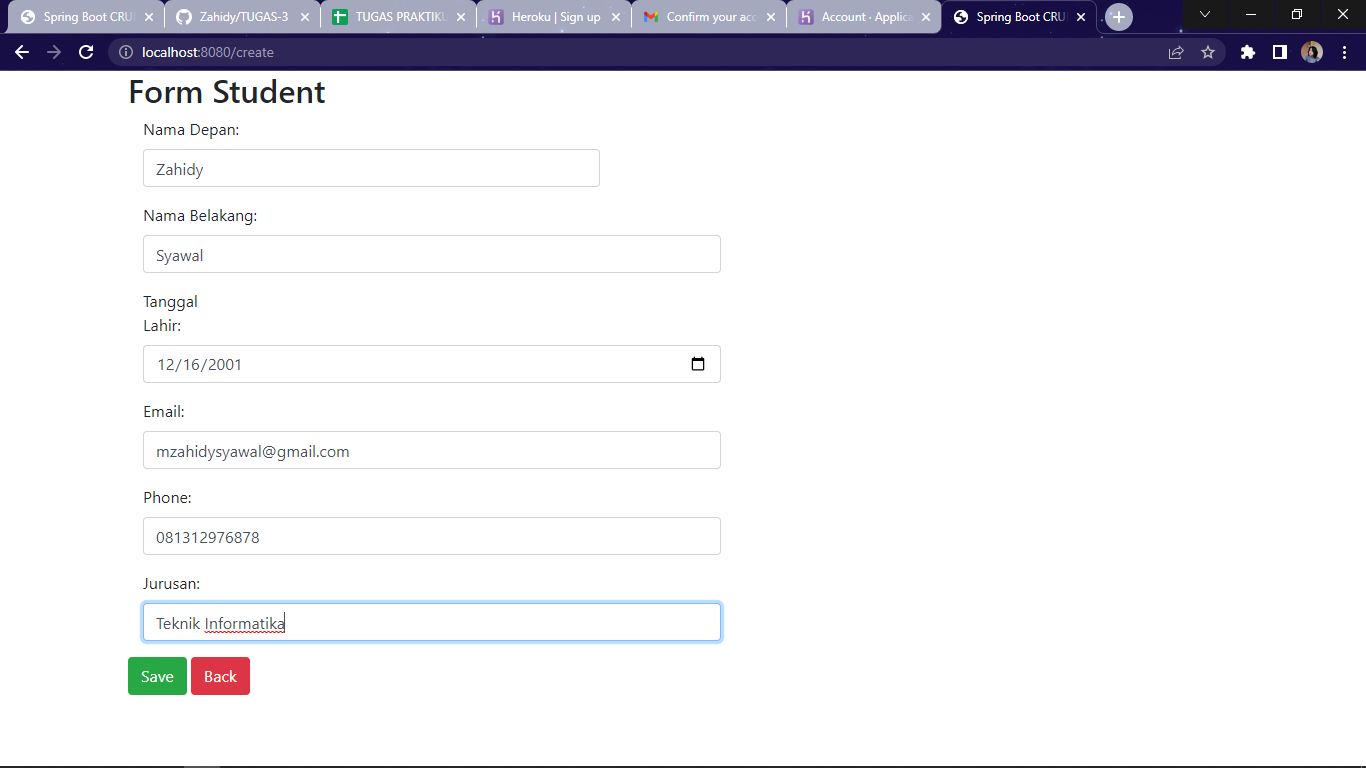 Spring Boot CRU
Zahidy/TUGAS-3
TUGAS PRAKTIK
Heroku | Sign up
Confirm your acc
Account · Applica
Spring Boot CRU
localhost:8080/create
Form Student
Nama Depan:
Zahidy
Nama Belakang:
Syawal
Tanggal
Lahir:
12/16/2001
Email:
mzahidysyawal@gmail.com
Phone:
081312976878
Jurusan:
Teknik Informatika
Save Back